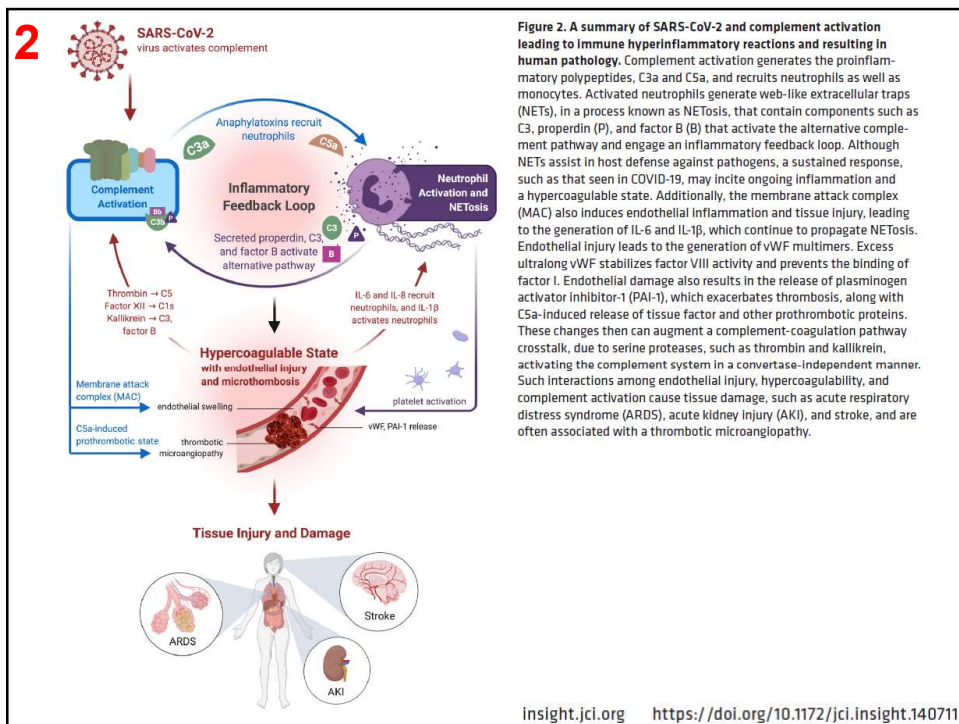 2
SARS-CoV-2
virus activates complement
Anaphylatoxins recruit
neutrophils
C3a
C5a
Complement
Activation
Bb
C3b
P
Inflammatory
Feedback Loop
Neutrophil
Activation and
NETosis
C3
P
B
Secreted properdin, C3,
and factor B activate
alternative pathway
Thrombin → C5
Factor XII → C1s
Kallikrein → C3,
factor B
IL-6 and IL-8 recruit
neutrophils, and IL-1β
activates neutrophils
Hypercoagulable State
with endothelial injury
and microthombosis
Membrane attack
complex (MAC)
endothelial swelling
platelet activation
C5a-induced
prothrombotic state
thrombotic
microangiopathy
vWF, PAI-1 release
Tissue Injury and Damage
ARDS
Stroke
AKI
Figure 2. A summary of SARS-CoV-2 and complement activation
leading to immune hyperinflammatory reactions and resulting in
human pathology. Complement activation generates the proinflam-
matory polypeptides, C3a and C5a, and recruits neutrophils as well as
monocytes. Activated neutrophils generate web-like extracellular traps
(NETs), in a process known as NETosis, that contain components such as
C3, properdin (P), and factor B (B) that activate the alternative comple-
ment pathway and engage an inflammatory feedback loop. Although
NETs assist in host defense against pathogens, a sustained response,
such as that seen in COVID-19, may incite ongoing inflammation and
a hypercoagulable state. Additionally, the membrane attack complex
(MAC) also induces endothelial inflammation and tissue injury, leading
to the generation of IL-6 and IL-1β, which continue to propagate NETosis.
Endothelial injury leads to the generation of vWF multimers. Excess
ultralong vWF stabilizes factor VIII activity and prevents the binding of
factor I. Endothelial damage also results in the release of plasminogen
activator inhibitor-1 (PAI-1), which exacerbates thrombosis, along with
C5a-induced release of tissue factor and other prothrombotic proteins.
These changes then can augment a complement-coagulation pathway
crosstalk, due to serine proteases, such as thrombin and kallikrein,
activating the complement system in a convertase-independent manner.
Such interactions among endothelial injury, hypercoagulability, and
complement activation cause tissue damage, such as acute respiratory
distress syndrome (ARDS), acute kidney injury (AKI), and stroke, and are
often associated with a thrombotic microangiopathy.
insight.jci.org https://doi.org/10.1172/jci.insight.140711